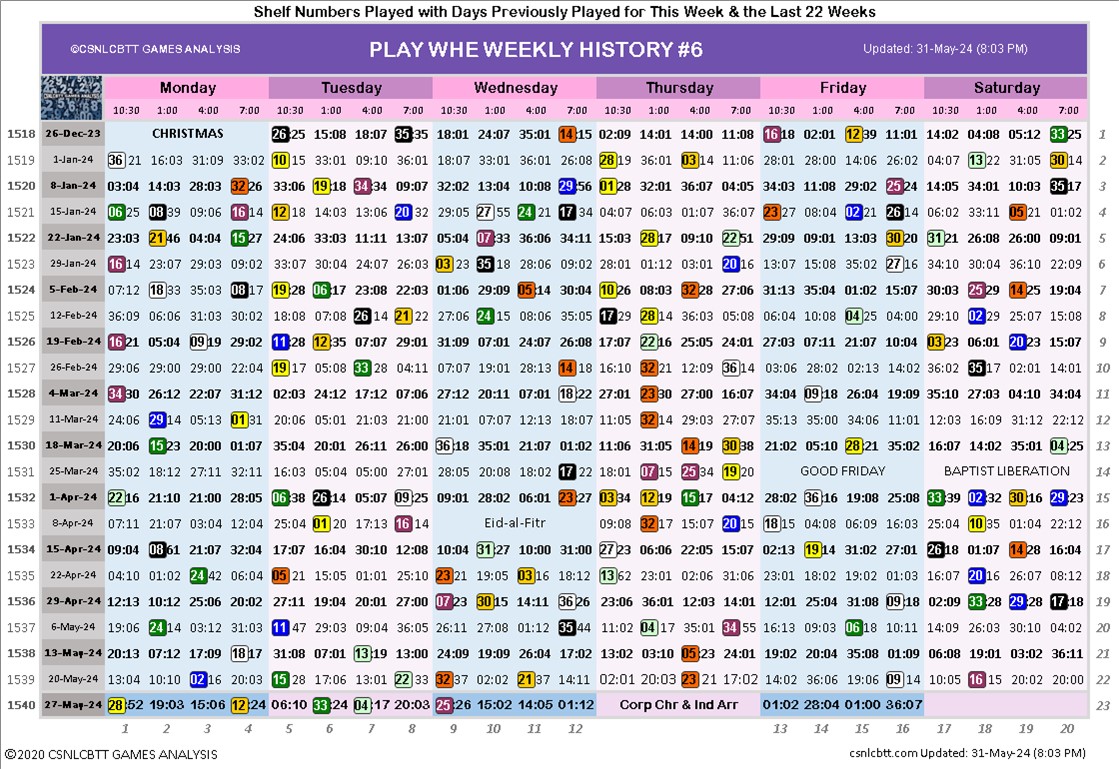 Shelf Numbers Played with Days Previously Played for This Week & the Last 22 Weeks
©CSNLCBTT GAMES ANALYSIS PLAY WHE WEEKLY HISTORY #6 Updated: 31-May-24 (8:03 PM)
Monday Tuesday Wednesday Thursday Friday Saturday
10:30 1:00 4:00 7:00 10:30 1:00 4:00 7:00 10:30 1:00 4:00 7:00 10:30 1:00 4:00 7:00 10:30 1:00 4:00 7:00 10:30 1:00 4:00 7:00
1518 26-Dec-23 CHRISTMAS 26:25 15:08 18:07 35:35 18:01 24:07 35:01 14:15 02:09 14:01 14:00 11:08 16:18 02:01 12:39 11:01 14:02 04:08 05:12 33:25 1
1519 1-Jan-24 36:21 16:03 31:09 33:02 10:15 33:01 09:10 36:01 18:07 33:01 31:01 26:08 28:19 36:01 03:14 11:06 28:01 28:00 14:06 26:02 04:07 13:22 31:05 30:14 2
1520 8-Jan-24 03:04 14:03 28:03 32:26 33:06 19:18 34:34 09:07 32:02 13:04 10:08 29:56 01:28 32:01 36:07 04:05 34:03 11:08 29:02 25:24 14:05 34:01 10:03 35:17 3
1521 15-Jan-24 06:25 08:39 09:06 16:14 12:18 14:03 13:06 20:32 29:05 27:55 24:21 17:34 04:07 06:03 01:07 36:07 23:27 08:04 02:21 26:14 06:02 33:11 05:21 01:02 4
1522 22-Jan-24 23:03 21:46 04:04 15:27 24:06 33:03 11:11 13:07 05:04 07:33 36:06 34:11 15:03 28:17 09:10 22:51 29:09 09:01 13:03 30:20 31:21 26:08 26:00 09:01 5
1523 29-Jan-24 16:14 23:07 29:03 09:02 33:07 30:04 24:07 26:03 03:23 35:18 28:06 09:02 28:01 01:12 03:01 20:16 13:07 15:08 35:02 27:16 34:10 30:04 36:10 22:09 6
1524 5-Feb-24 07:12 18:33 35:03 08:17 19:28 06:17 23:08 22:03 01:06 29:09 05:14 01:02 10:26 08:03 32:28 27:06 31:13 35:04 07:04 01:05 30:03 25:29 14:25 19:04 7
1525 12-Feb-24 36:09 06:06 31:03 30:02 18:08 07:08 26:14 21:22 27:06 24:15 08:06 35:05 17:29 28:14 36:03 05:08 06:04 10:08 04:25 04:00 29:10 02:29 25:07 15:08 8
1526 19-Feb-24 16:21 05:04 09:19 29:02 11:28 12:35 07:07 29:01 31:09 07:01 24:07 26:08 17:07 22:16 25:05 24:01 27:03 07:11 21:07 10:04 03:23 06:01 20:23 15:07 9
1527 26-Feb-24 29:06 29:00 29:00 22:04 19:17 05:08 33:28 07:04 07:07 19:01 28:13 14:18 16:10 32:21 12:09 36:14 03:06 28:02 02:13 14:02 36:02 35:17 02:01 14:01 10
1528 4-Mar-24 34:30 26:12 22:07 31:12 02:03 24:12 17:12 07:06 27:12 20:11 07:01 18:22 27:01 23:30 27:00 16:07 34:04 09:18 26:04 19:09 35:10 27:03 04:10 34:04 11
1529 11-Mar-24 24:06 29:14 05:13 01:31 20:06 05:01 21:03 21:00 21:01 07:07 12:13 18:07 11:05 32:14 29:03 27:07 35:13 35:00 34:06 11:01 12:03 16:09 31:12 22:12 12
1530 18-Mar-24 20:06 15:23 20:00 01:07 35:04 20:01 26:11 26:00 36:18 35:01 21:07 01:02 11:06 31:05 14:19 30:38 21:02 05:10 28:21 35:02 16:07 14:02 35:01 04:25 13
1531 25-Mar-24 35:02 18:12 27:11 32:11 16:03 05:04 05:00 27:01 28:05 20:08 18:02 17:22 18:01 07:15 25:34 19:20 GOOD FRIDAY BAPTIST LIBERATION 14
1532 1-Apr-24 22:16 21:10 21:00 28:05 06:38 26:14 05:07 09:25 09:01 28:02 06:01 23:27 03:34 12:19 15:17 04:12 28:02 36:16 19:08 25:08 33:39 02:32 30:16 29:23 15
1533 8-Apr-24 07:11 21:07 03:04 12:04 25:04 01:20 17:13 16:14 Eid-al-Fitr 09:08 32:17 15:07 20:15 18:15 04:08 06:09 16:03 25:04 10:35 01:04 22:12 16
1534 15-Apr-24 09:04 08:61 21:07 32:04 17:07 16:04 30:10 12:08 10:04 31:27 10:00 31:00 27:23 06:06 22:05 15:07 02:13 19:14 31:02 27:01 26:18 01:07 14:28 16:04 17
1535 22-Apr-24 04:10 01:02 24:42 06:04 05:21 15:05 01:01 25:10 23:21 19:05 03:16 18:12 13:62 23:01 02:06 31:06 23:01 18:02 19:02 01:03 16:07 20:16 26:07 08:12 18
1536 29-Apr-24 12:13 10:12 25:06 20:02 27:11 19:04 20:01 27:00 07:23 30:15 14:11 36:26 23:06 36:01 12:03 14:01 12:01 25:04 31:08 09:18 02:09 33:28 29:28 17:18 19
1537 6-May-24 19:06 24:14 03:12 31:03 11:47 29:03 09:04 36:05 26:11 27:08 01:12 35:44 11:02 04:17 35:01 34:55 16:13 09:05 06:18 10:11 14:09 26:03 30:10 04:02 20
1538 13-May-24 20:13 07:12 17:09 18:17 31:08 07:01 13:19 13:00 24:09 19:09 26:04 17:02 13:02 03:10 05:23 24:01 19:02 20:04 35:08 01:09 06:08 19:01 03:02 36:11 21
1539 20-May-24 13:04 10:10 02:16 20:03 15:28 17:06 13:01 22:33 32:37 02:02 21:37 14:11 02:01 20:03 23:21 17:02 14:02 36:06 19:06 09:14 10:05 16:15 20:02 20:00 22
1540 27-May-24 28:52 19:03 15:06 12:24 06:10 33:24 04:17 20:03 25:26 15:02 14:05 01:12 Corp Chr & Ind Arr 01:02 28:04 01:00 36:07 23
1 2 3 4 5 6 7 8 9 10 11 12 13 14 15 16 17 18 19 20
©2020 CSNLCBTT GAMES ANALYSIS csnlcbtt.com Updated: 31-May-24 (8:03 PM)